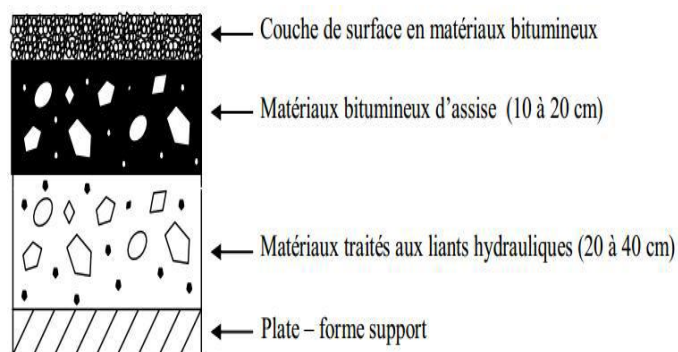 Couche de surface en matériaux bitumineux
Matériaux bitumineux d'assise (10 à 20 cm)
Matériaux traités aux liants hydrauliques (20 à 40 cm)
Plate – forme support